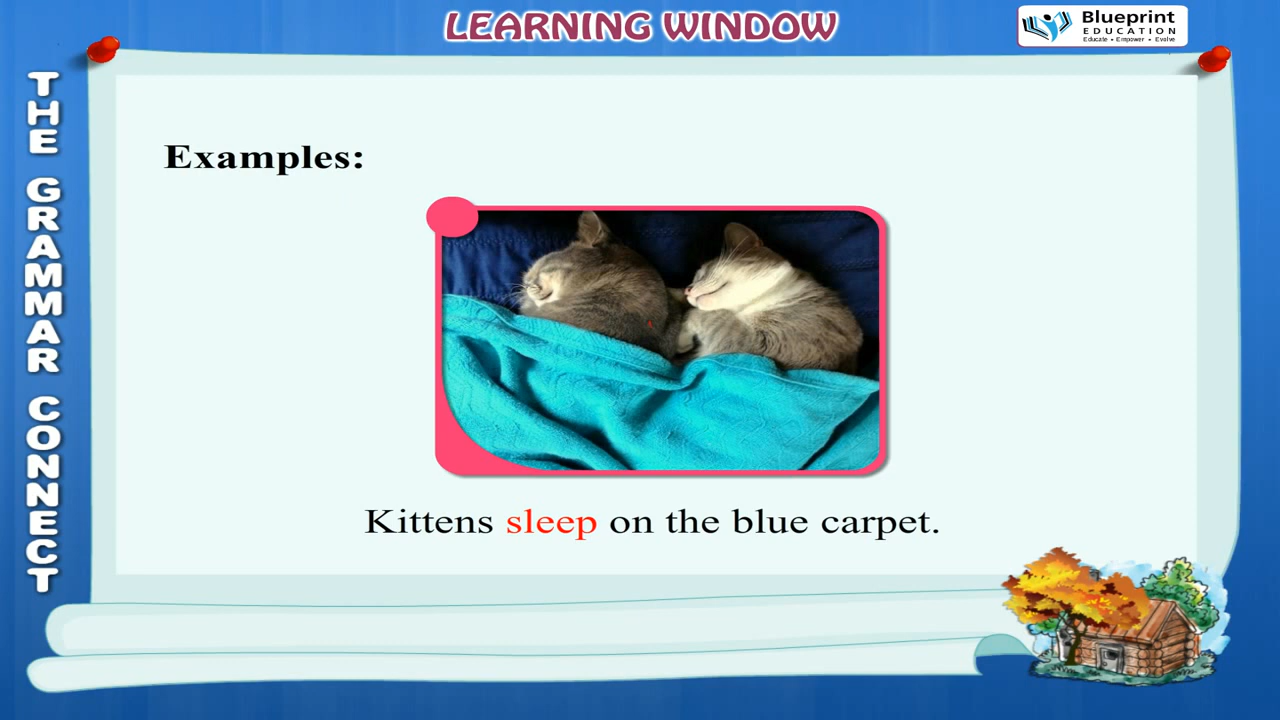 LEARNING WINDOW
Blueprint
EDUCATION
Educate • Empower • Evolve
THE GRAMMAR CONNECT
Examples:
Kittens sleep on the blue carpet.